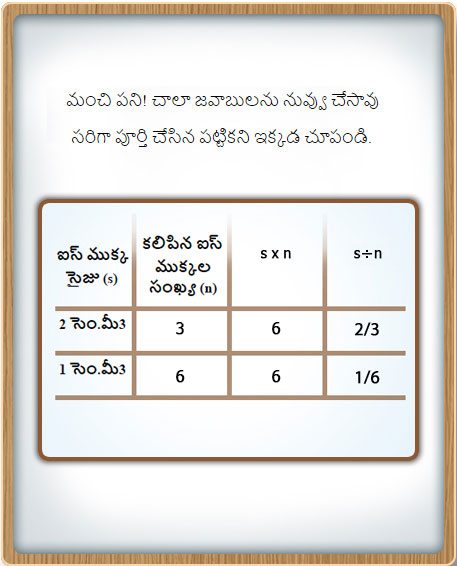 మంచి పని! చాలా జవాబులను నువ్వు చేసావు
సరిగా పూర్తి చేసిన పట్టికని ఇక్కడ చూపండి.
ఐస్ ముక్క
సైజు (s)
కలిపిన ఐస్
ముక్కల
సంఖ్య (n)
s x n
s÷n
2 సెం.మీ3
3
6
2/3
1 సెం.మీ3
6
6
1/6